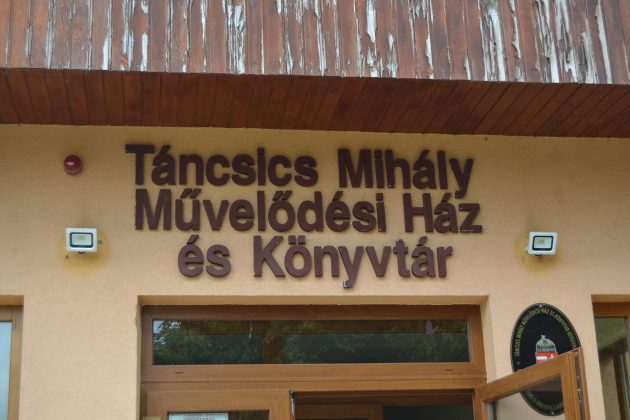 Táncsics Mihály
Művelődési Ház
és Könyvtár